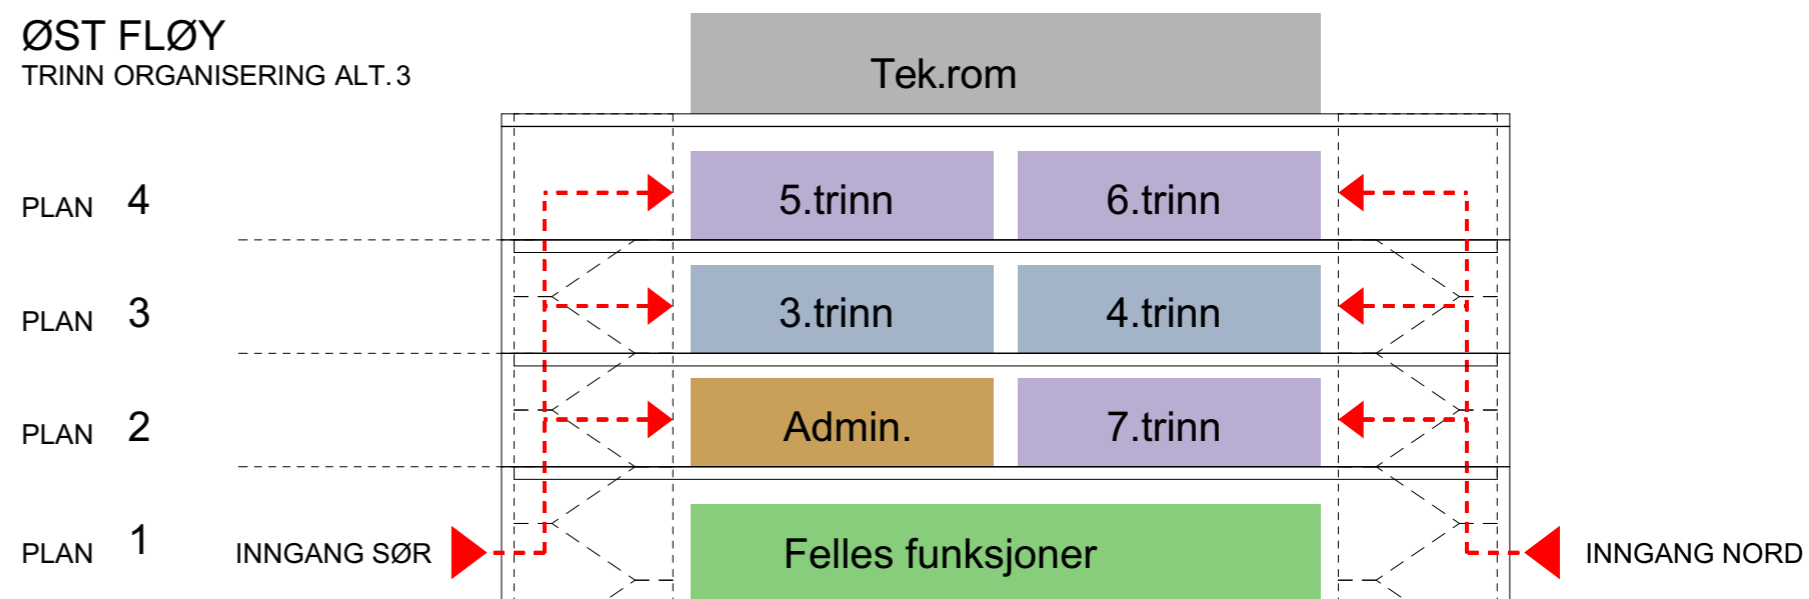 ØST FLØY
TRINN ORGANISERING ALT. 3
Tek.rom
PLAN 4
5.trinn
6.trinn
PLAN 3
3.trinn
4.trinn
PLAN 2
Admin.
7.trinn
PLAN 1
INNGANG SØR
Felles funksjoner
INNGANG NORD